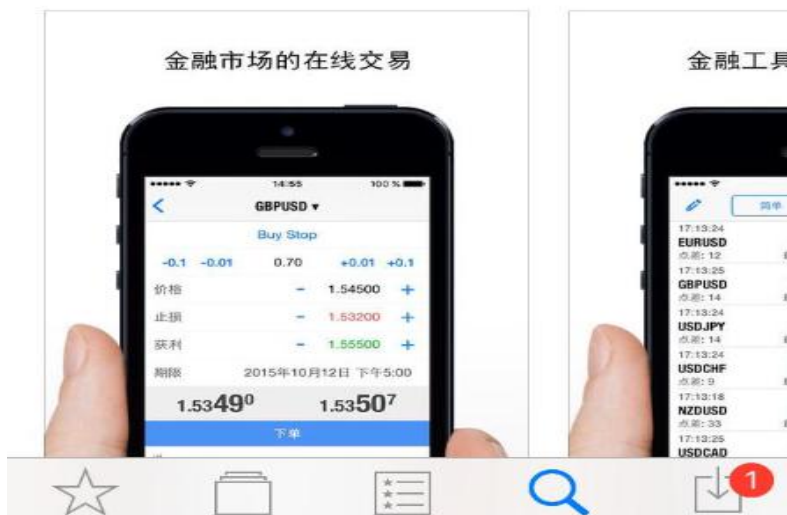 金融市场的在线交易
14:55 100 %
GBPUSD ▾
Buy Stop
-0.1 -0.01 0.70 +0.01 +0.1
价格 - 1.54500 +
止损 - 1.53200 +
获利 - 1.55500 +
期限 2015年10月12日 下午5:00
1.53490 1.53507
下单
金融工具
简单
17:13:24
EURUSD
点差: 12
17:13:25
GBPUSD
点差: 14
17:13:24
USDJPY
点差: 14
17:13:24
USDCHF
点差: 9
17:13:18
NZDUSD
点差: 33
17:13:25
USDCAD
1